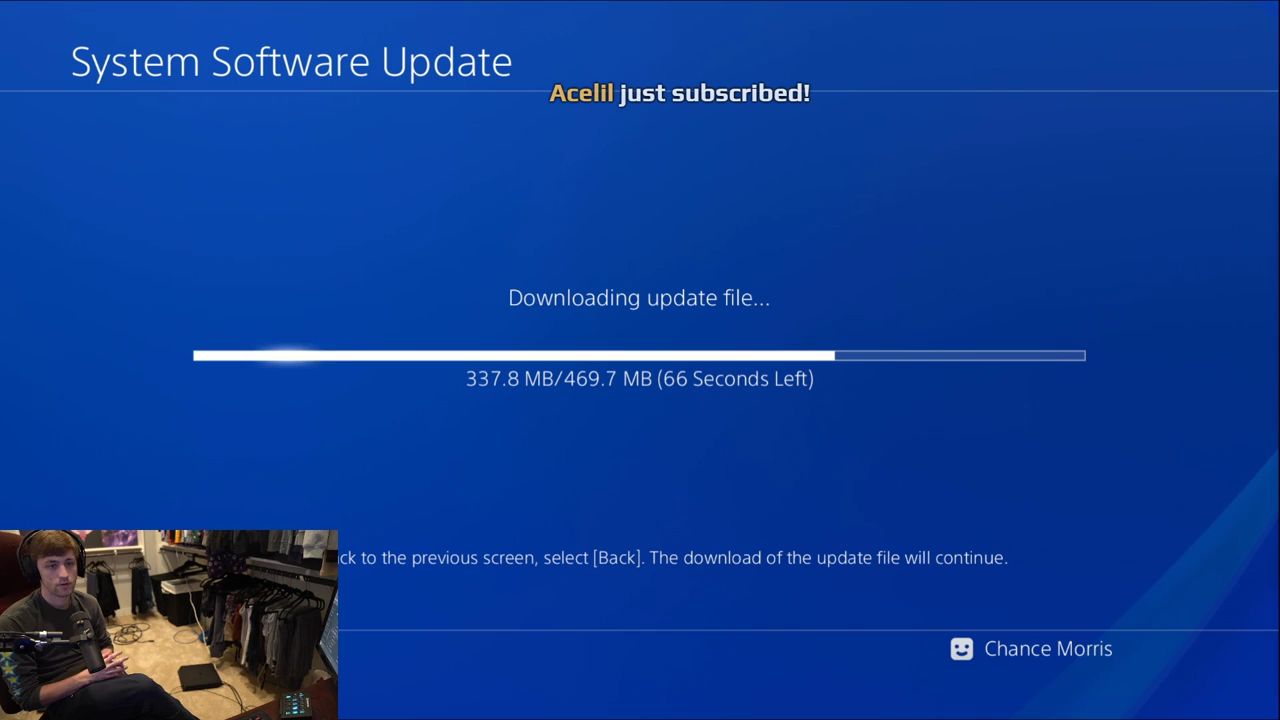 System Software Update
Acelil just subscribed!
Downloading update file...
337.8 MB/469.7 MB (66 Seconds Left)
to the previous screen, select [Back]. The download of the update file will continue.
Chance Morris